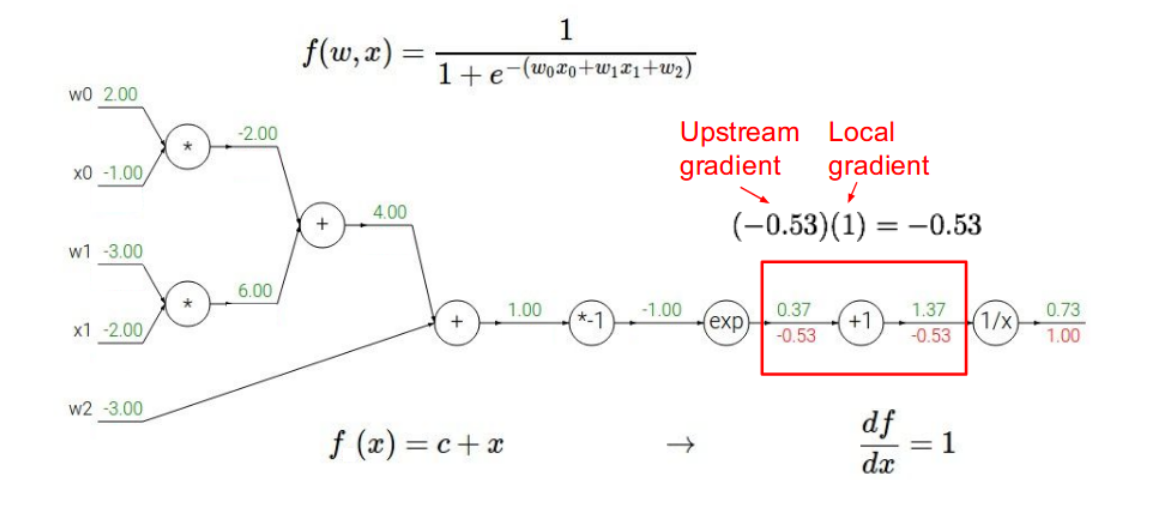 f(w, x) = 1 / (1 + e^{-(w_0x_0+w_1x_1+w_2)})
w0 2.00
x0 -1.00
w1 -3.00
x1 -2.00
w2 -3.00
*
-2.00
*
6.00
+
4.00
+
1.00
*-1
-1.00
exp
0.37
-0.53
+1
1.37
-0.53
1/x
0.73
1.00
Upstream
gradient
Local
gradient
(−0.53)(1) = −0.53
f (x) = c + x → df/dx = 1